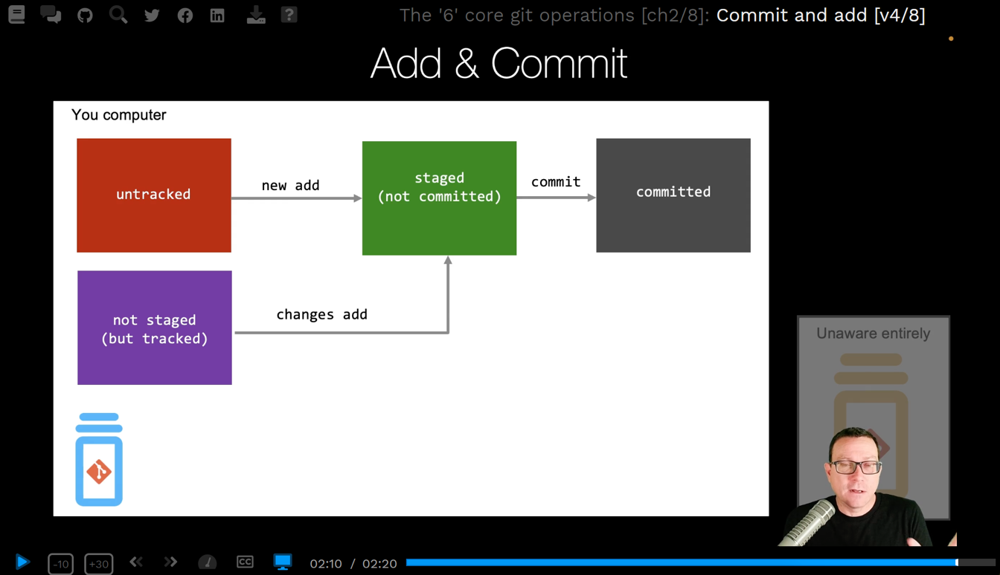 The '6' core git operations [ch2/8]: Commit and add [v4/8]
Add & Commit
You computer
untracked
new add
staged
(not committed)
commit
committed
not staged
(but tracked)
changes add
Unaware entirely
-10
+30
CC
02:10 / 02:20